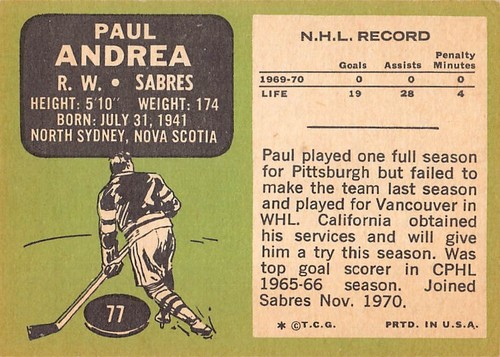 PAUL
ANDREA
R. W. • SABRES
HEIGHT: 5'10" WEIGHT: 174
BORN: JULY 31, 1941
NORTH SYDNEY, NOVA SCOTIA
77
N.H.L. RECORD
Goals Assists Penalty Minutes
1969-70 0 0 0
LIFE 19 28 4
Paul played one full season
for Pittsburgh but failed to
make the team last season
and played for Vancouver in
WHL. California obtained
his services and will give
him a try this season. Was
top goal scorer in CPHL
1965-66 season. Joined
Sabres Nov. 1970.
* © T.C.G. PRTD. IN U.S.A.